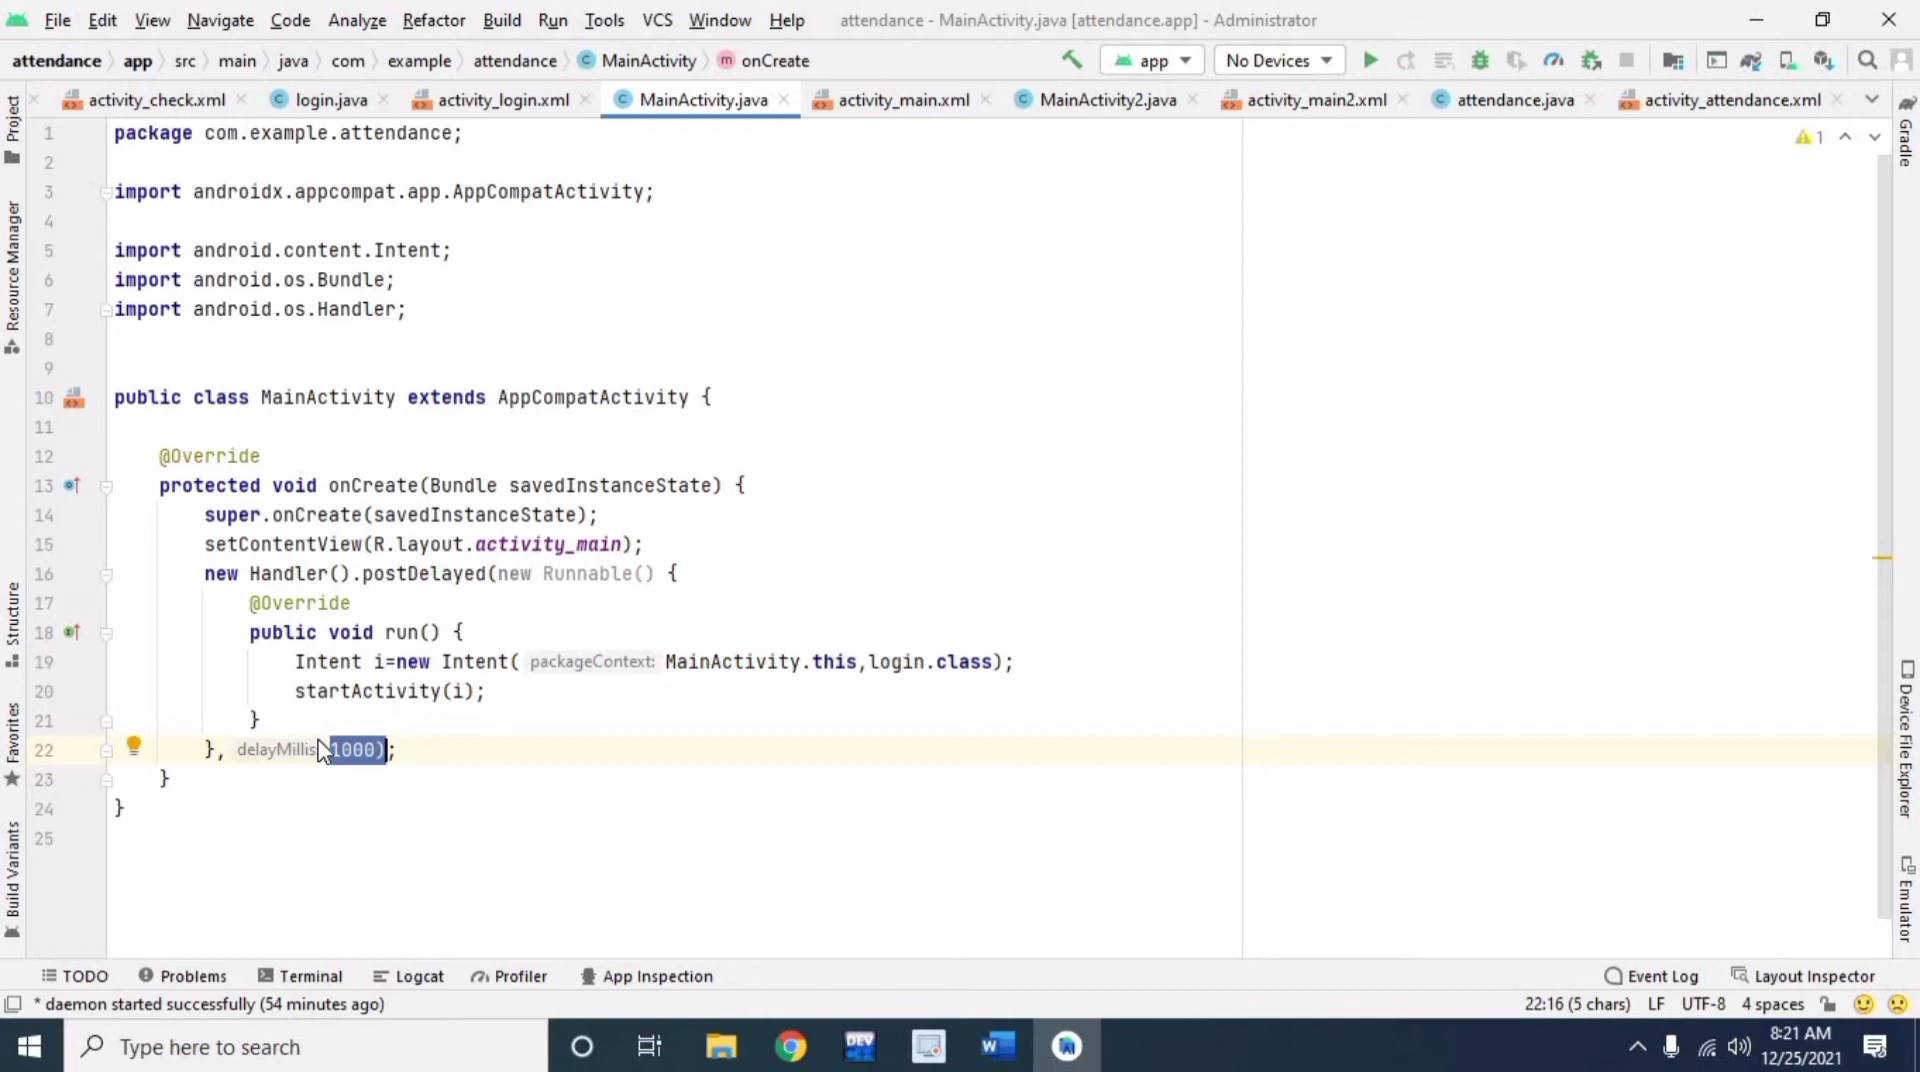 File Edit View Navigate Code Analyze Refactor Build Run Tools VCS Window Help attendance - MainActivity.java [attendance.app] - Administrator
attendance app src main java com example attendance MainActivity onCreate app No Devices
activity_check.xml login.java activity_login.xml MainActivity.java activity_main.xml MainActivity2.java activity_main2.xml attendance.java activity_attendance.xml
1 package com.example.attendance;
2
3 import androidx.appcompat.app.AppCompatActivity;
4
5 import android.content.Intent;
6 import android.os.Bundle;
7 import android.os.Handler;
8
9
10 public class MainActivity extends AppCompatActivity {
11
12 @Override
13 protected void onCreate(Bundle savedInstanceState) {
14 super.onCreate(savedInstanceState);
15 setContentView(R.layout.activity_main);
16 new Handler().postDelayed(new Runnable() {
17 @Override
18 public void run() {
19 Intent i=new Intent( packageContext: MainActivity.this,login.class);
20 startActivity(i);
21 }
22 }, delayMillis 1000);
23 }
24 }
25
1
Project
Resource Manager
Structure
Favorites
Build Variants
Gradle
Device File Explorer
Emulator
TODO Problems Terminal Logcat Profiler App Inspection Event Log Layout Inspector
* daemon started successfully (54 minutes ago) 22:16 (5 chars) LF UTF-8 4 spaces
Type here to search DEV C++ W 8:21 AM
12/25/2021